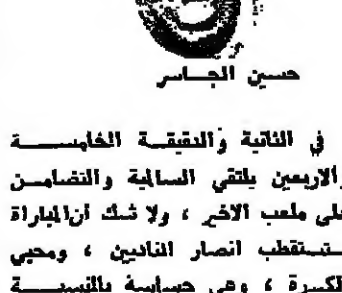 حسين الجاسر
في الثانية والدقيقة الخامسة
والاربعين يلتقي السالمية والتضامن
على ملعب الاخير ، ولا شك ان المباراة
ستستقطب انصار الناديين ، ومحبي
الكرة ، وهي حساسة بالنسبة